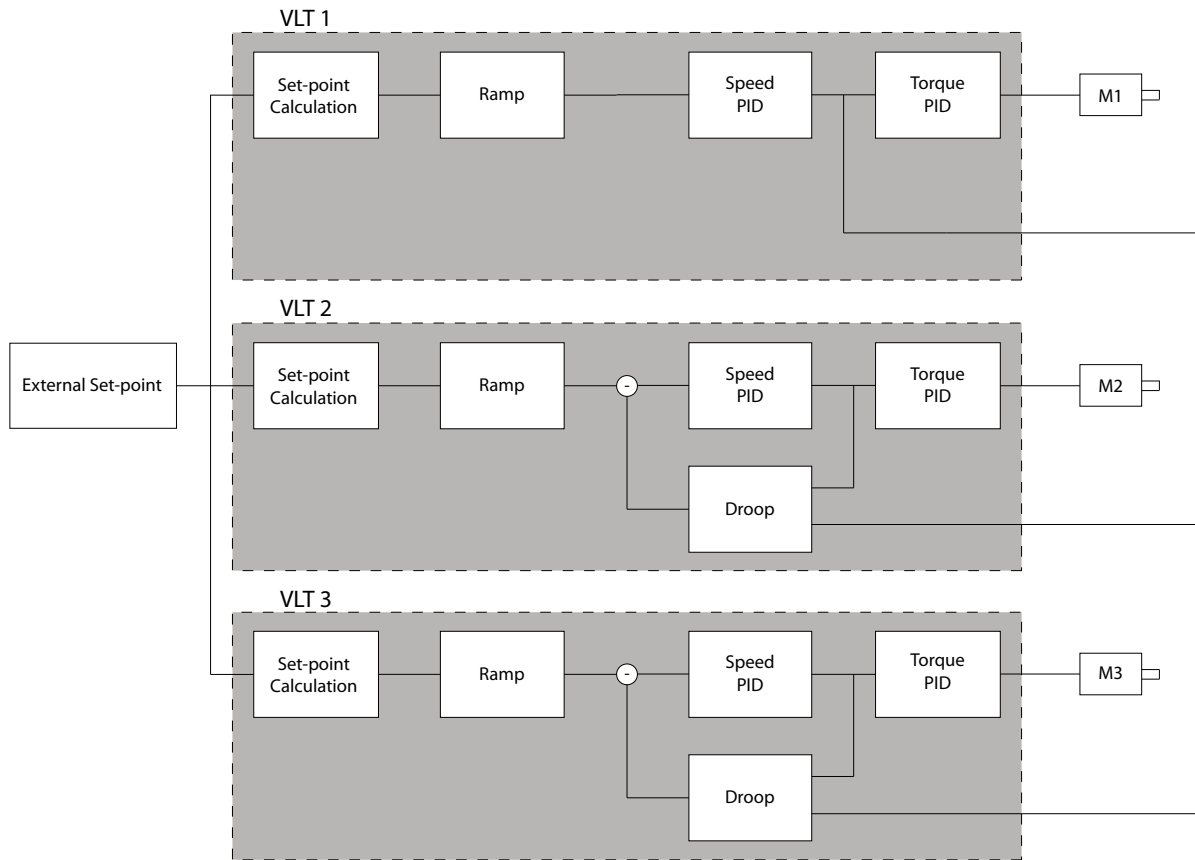 VLT 1
Set-point
Calculation
Ramp
Speed
PID
Torque
PID
M1
External Set-point
VLT 2
Set-point
Calculation
Ramp
-
Speed
PID
Torque
PID
M2
Droop
VLT 3
Set-point
Calculation
Ramp
-
Speed
PID
Torque
PID
M3
Droop